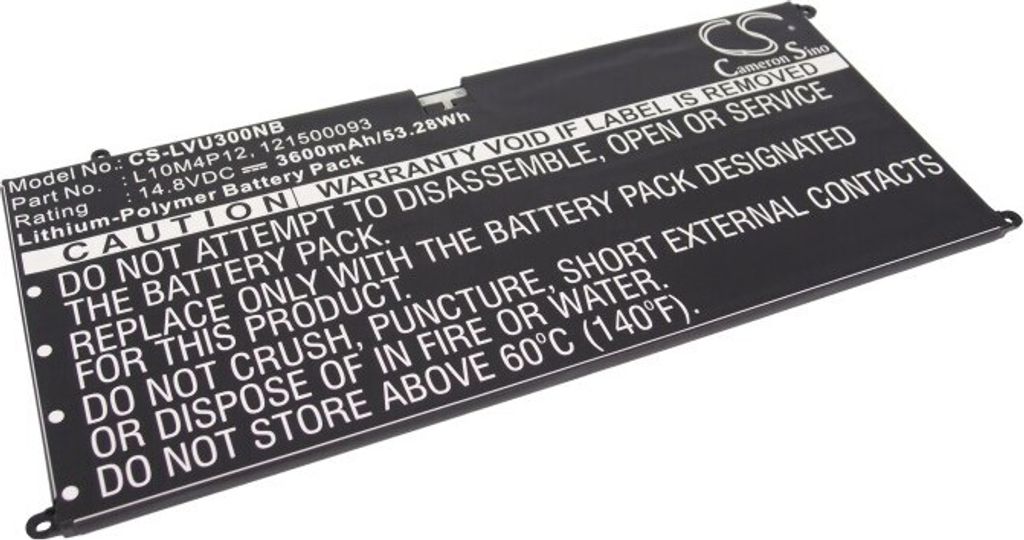 CS
Cameron Sino
Model No.: CS-LVU300NB
Part No. : L10M4P12, 121500093
Rating : 14.8VDC ⎓ 3600mAh/53.28Wh
Lithium-Polymer Battery Pack
CAUTION WARRANTY VOID IF LABEL IS REMOVED
DO NOT ATTEMPT TO DISASSEMBLE, OPEN OR SERVICE
THE BATTERY PACK.
REPLACE ONLY WITH THE BATTERY PACK DESIGNATED
FOR THIS PRODUCT.
DO NOT CRUSH, PUNCTURE, SHORT EXTERNAL CONTACTS
OR DISPOSE OF IN FIRE OR WATER.
DO NOT STORE ABOVE 60°C (140°F).